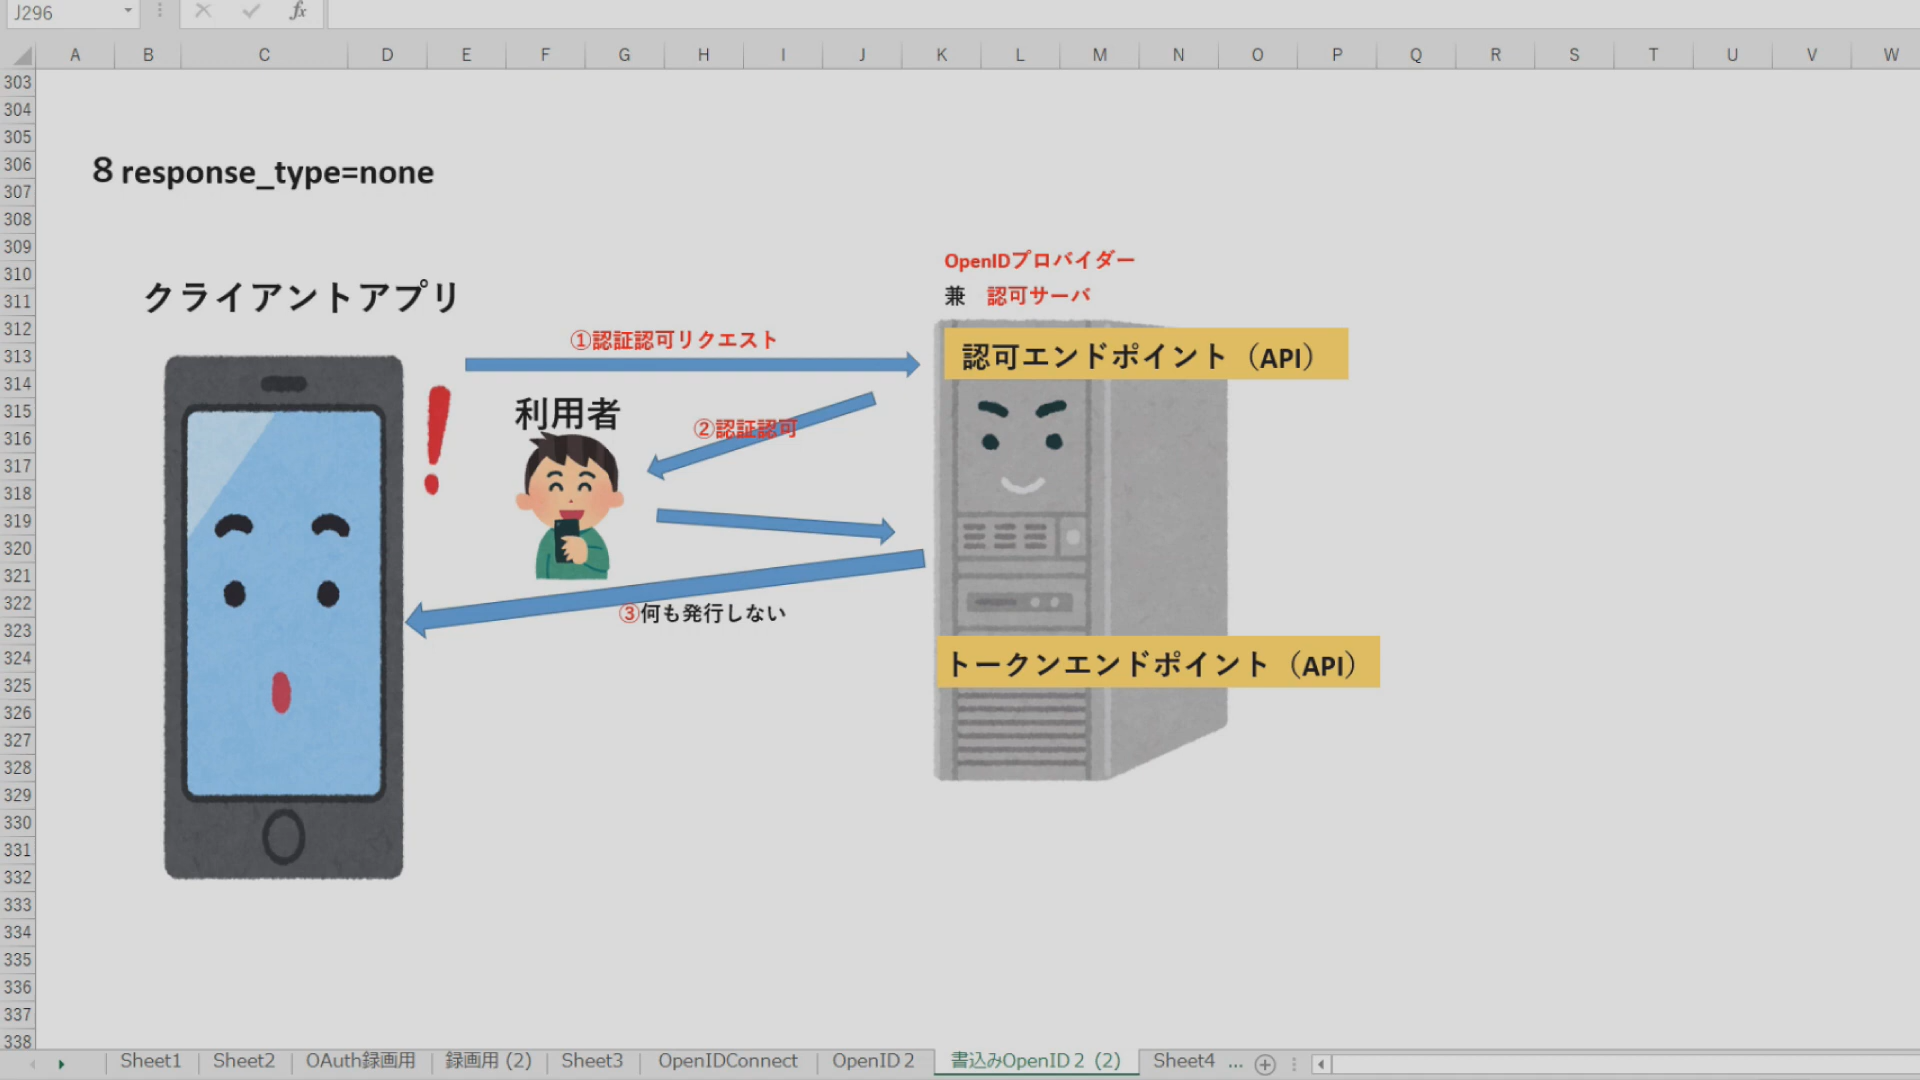 J296
fx
A B C D E F G H I J K L M N O P Q R S T U V W
303
304
305
306
307
308
309
310
311
312
313
314
315
316
317
318
319
320
321
322
323
324
325
326
327
328
329
330
331
332
333
334
335
336
337
338
８response_type=none
OpenIDプロバイダー
兼　認可サーバ
クライアントアプリ
①認証認可リクエスト
認可エンドポイント（API）
利用者
②認証認可
③何も発行しない
トークンエンドポイント（API）
Sheet1 Sheet2 OAuth録画用 録画用 (2) Sheet3 OpenIDConnect OpenID２ 書込みOpenID２ (2) Sheet4 ...